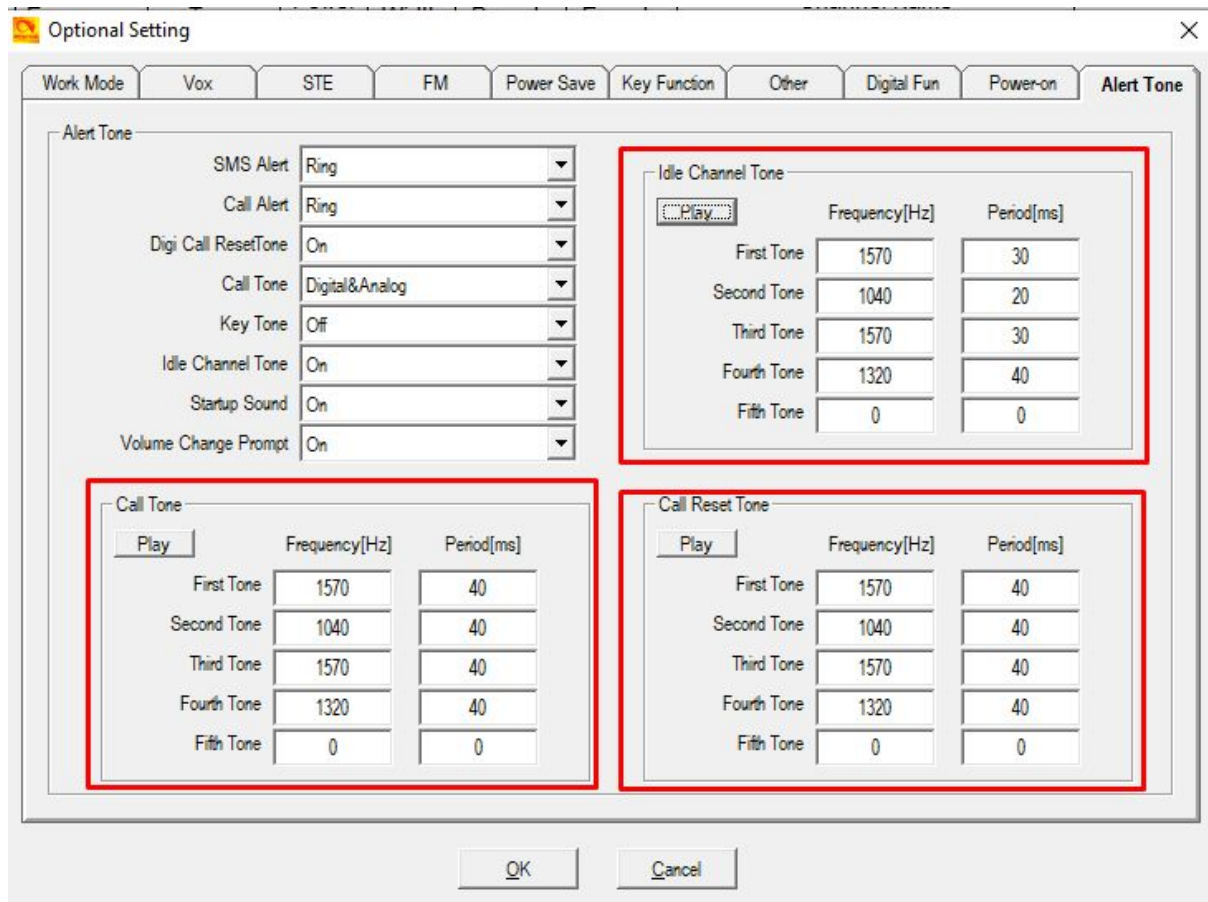 Optional Setting
Work Mode Vox STE FM Power Save Key Function Other Digital Fun Power-on Alert Tone
Alert Tone
SMS Alert Ring
Call Alert Ring
Digi Call ResetTone On
Call Tone Digital&Analog
Key Tone Off
Idle Channel Tone On
Startup Sound On
Volume Change Prompt On
Idle Channel Tone
Play Frequency[Hz] Period[ms]
First Tone 1570 30
Second Tone 1040 20
Third Tone 1570 30
Fourth Tone 1320 40
Fifth Tone 0 0
Call Tone
Play Frequency[Hz] Period[ms]
First Tone 1570 40
Second Tone 1040 40
Third Tone 1570 40
Fourth Tone 1320 40
Fifth Tone 0 0
Call Reset Tone
Play Frequency[Hz] Period[ms]
First Tone 1570 40
Second Tone 1040 40
Third Tone 1570 40
Fourth Tone 1320 40
Fifth Tone 0 0
OK Cancel